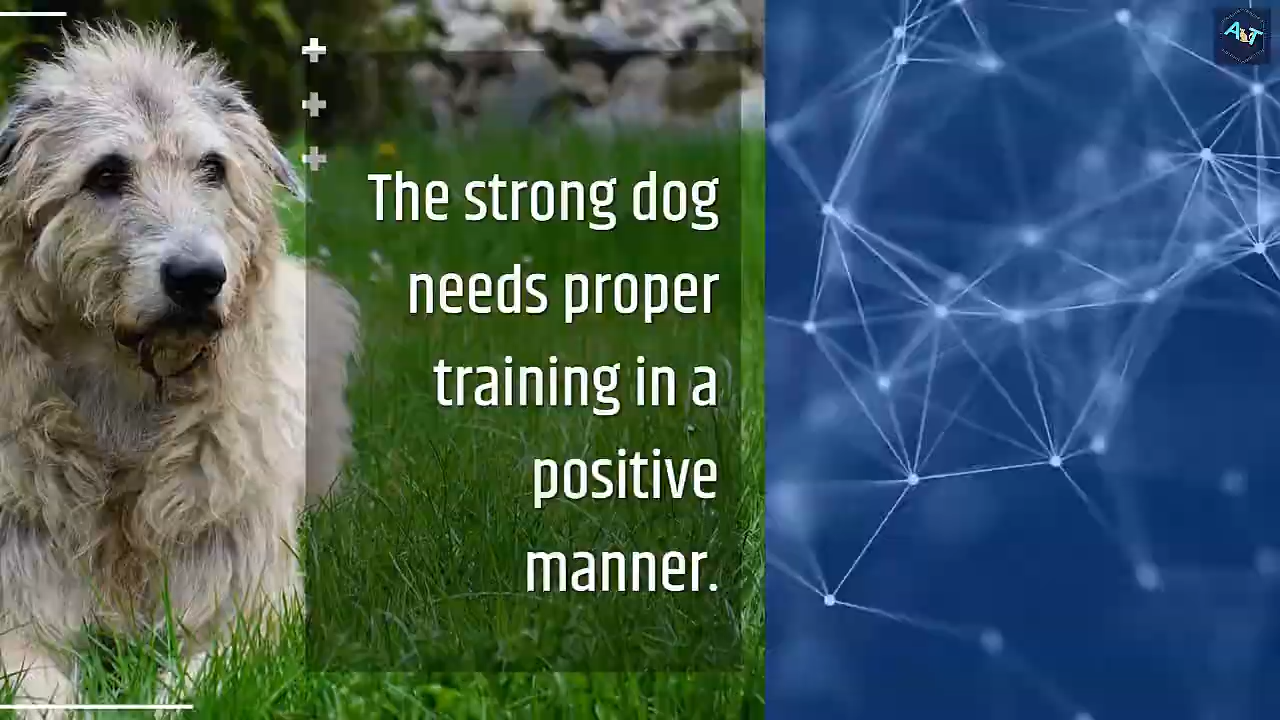 The strong dog
needs proper
training in a
positive
manner.
A&T